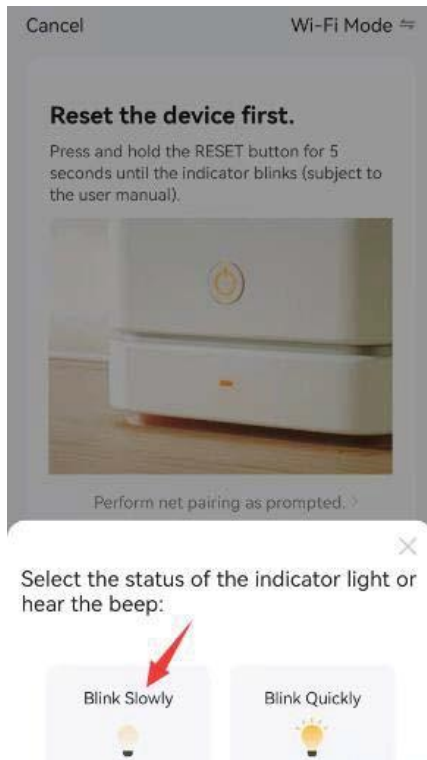 Cancel
Wi-Fi Mode
Reset the device first.
Press and hold the RESET button for 5
seconds until the indicator blinks (subject to
the user manual).
Perform net pairing as prompted. >
Select the status of the indicator light or
hear the beep:
Blink Slowly
Blink Quickly